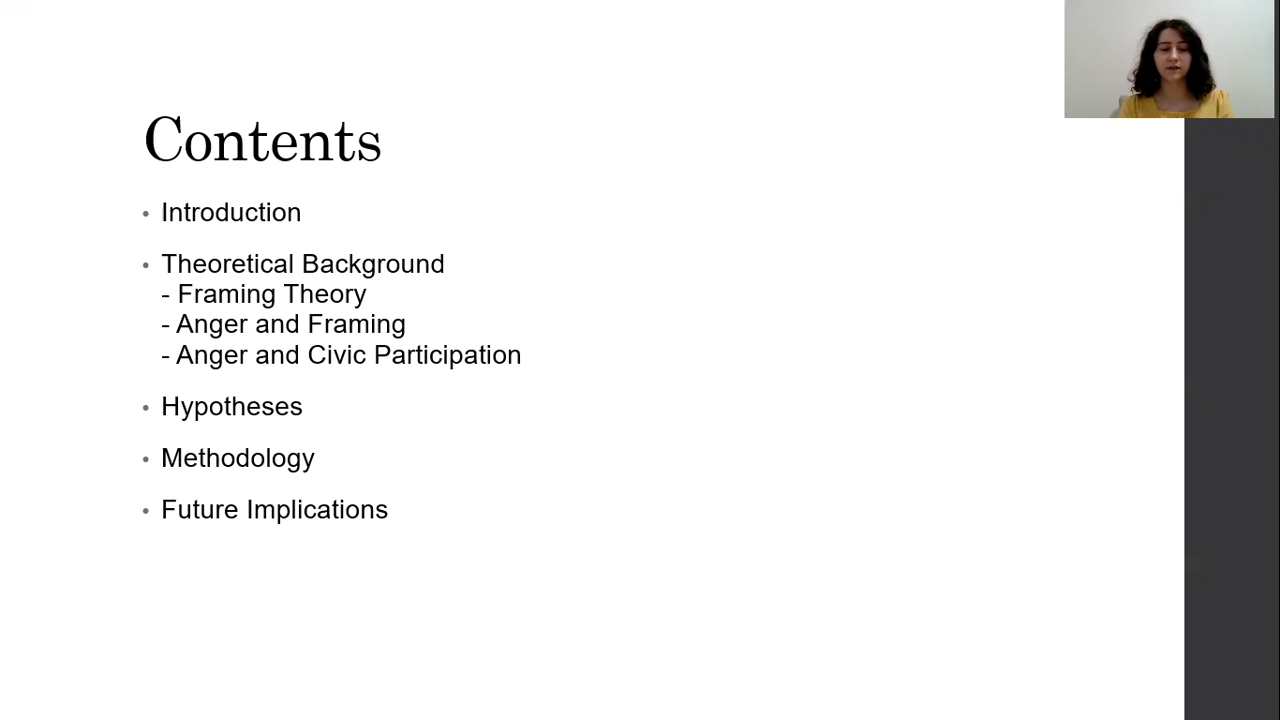 Contents
• Introduction
• Theoretical Background
- Framing Theory
- Anger and Framing
- Anger and Civic Participation
• Hypotheses
• Methodology
• Future Implications